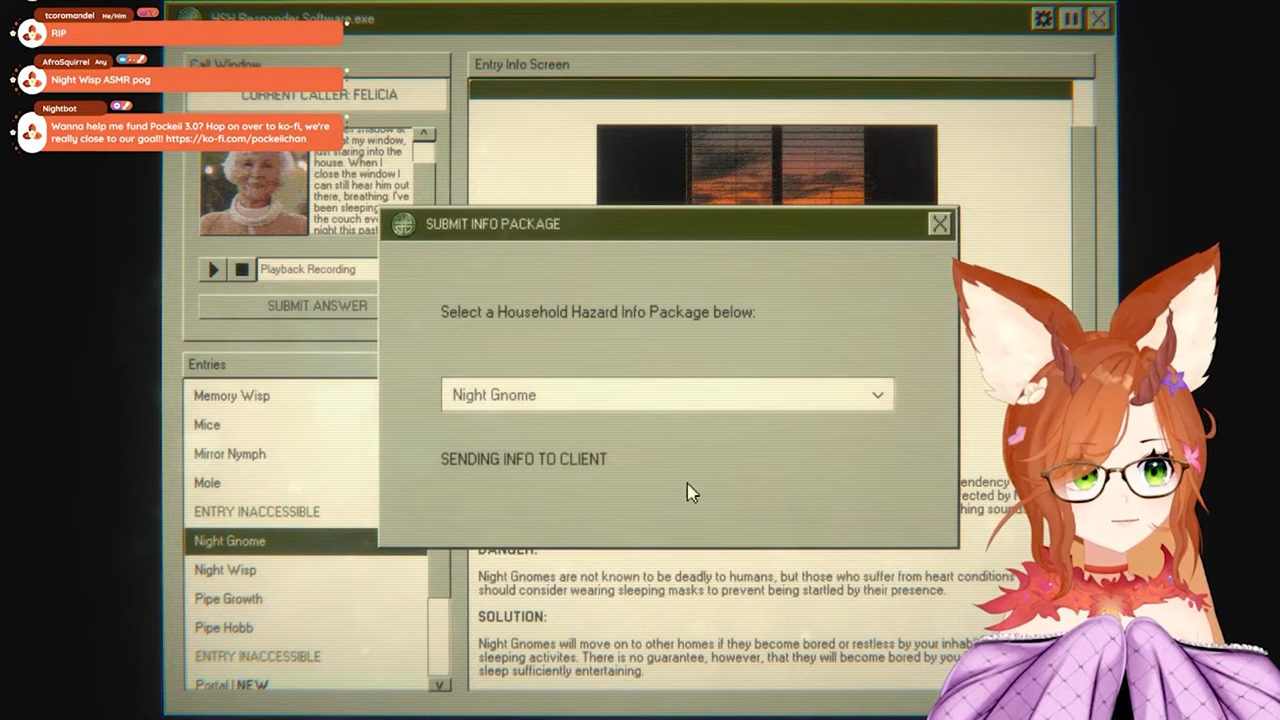 tcoromandel He/Him
RIP
AfroSquirrel Any
Night Wisp ASMR pog
Nightbot
Wanna help me fund Pockeii 3.0? Hop on over to ko-fi, we're
really close to our goal!! https://ko-fi.com/pockeiichan
HSH Responder Software.exe
Call Window
CURRENT CALLER: FELICIA
shadow at
at my window,
just staring into the
house. When I
close the window I
can still hear him out
there, breathing. I've
been sleeping
the couch
night this past
Playback Recording
SUBMIT ANSWER
Entries
Memory Wisp
Mice
Mirror Nymph
Mole
ENTRY INACCESSIBLE
Night Gnome
Night Wisp
Pipe Growth
Pipe Hobb
ENTRY INACCESSIBLE
Portal | NEW
Entry Info Screen
SUBMIT INFO PACKAGE
Select a Household Hazard Info Package below:
Night Gnome
SENDING INFO TO CLIENT
DANGER:
Night Gnomes are not known to be deadly to humans, but those who suffer from heart conditions
should consider wearing sleeping masks to prevent being startled by their presence.
SOLUTION:
Night Gnomes will move on to other homes if they become bored or restless by your
sleeping activites. There is no guarantee, however, that they will become bored by
sleep sufficiently entertaining.